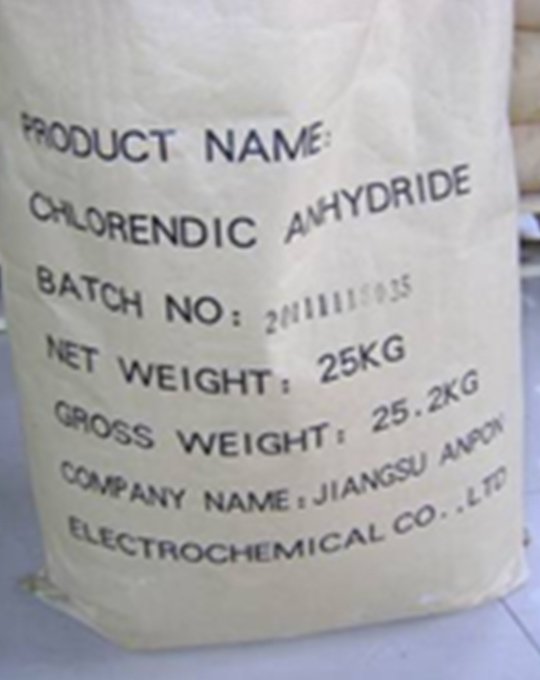 PRODUCT NAME:
CHLORENDIC ANHYDRIDE
BATCH NO:
NET WEIGHT: 25KG
GROSS WEIGHT: 25.2KG
COMPANY NAME:JIANGSU ANPON
ELECTROCHEMICAL CO.,LTD